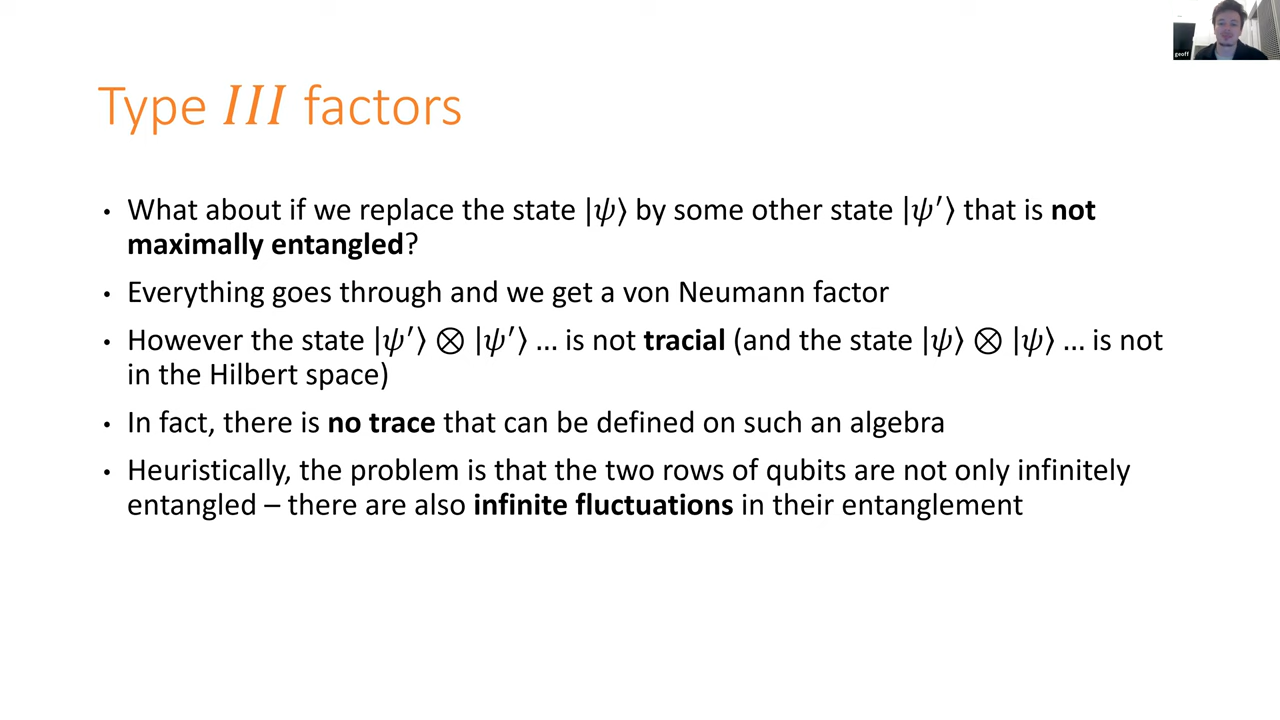 geoff
Type III factors
• What about if we replace the state |ψ⟩ by some other state |ψ′⟩ that is not
maximally entangled?
• Everything goes through and we get a von Neumann factor
• However the state |ψ′⟩ ⊗ |ψ′⟩ ... is not tracial (and the state |ψ⟩ ⊗ |ψ⟩ ... is not
in the Hilbert space)
• In fact, there is no trace that can be defined on such an algebra
• Heuristically, the problem is that the two rows of qubits are not only infinitely
entangled – there are also infinite fluctuations in their entanglement